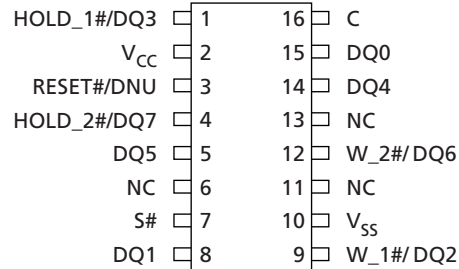 HOLD_1#/DQ3 1 16 C
VCC 2 15 DQ0
RESET#/DNU 3 14 DQ4
HOLD_2#/DQ7 4 13 NC
DQ5 5 12 W_2#/DQ6
NC 6 11 NC
S# 7 10 VSS
DQ1 8 9 W_1#/DQ2